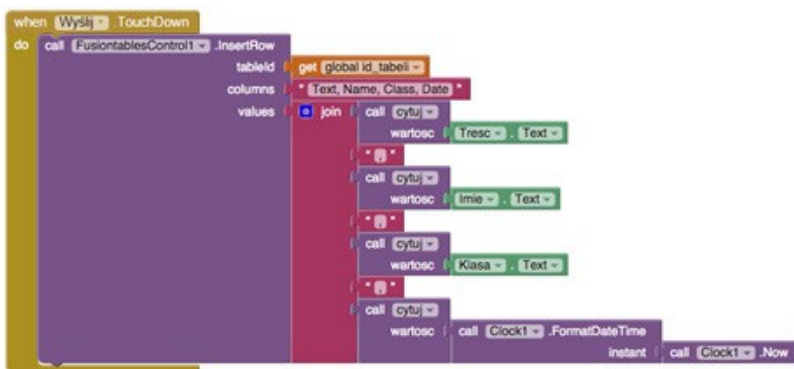 when Wyślij .TouchDown
do call FusiontablesControl1 .InsertRow
tableId get global id_tabeli
columns " Text, Name, Class, Date "
values join call cytuj
wartosc Tresc . Text
" , "
call cytuj
wartosc Imie . Text
" , "
call cytuj
wartosc Klasa . Text
" , "
call cytuj
wartosc call Clock1 .FormatDateTime
instant call Clock1 .Now